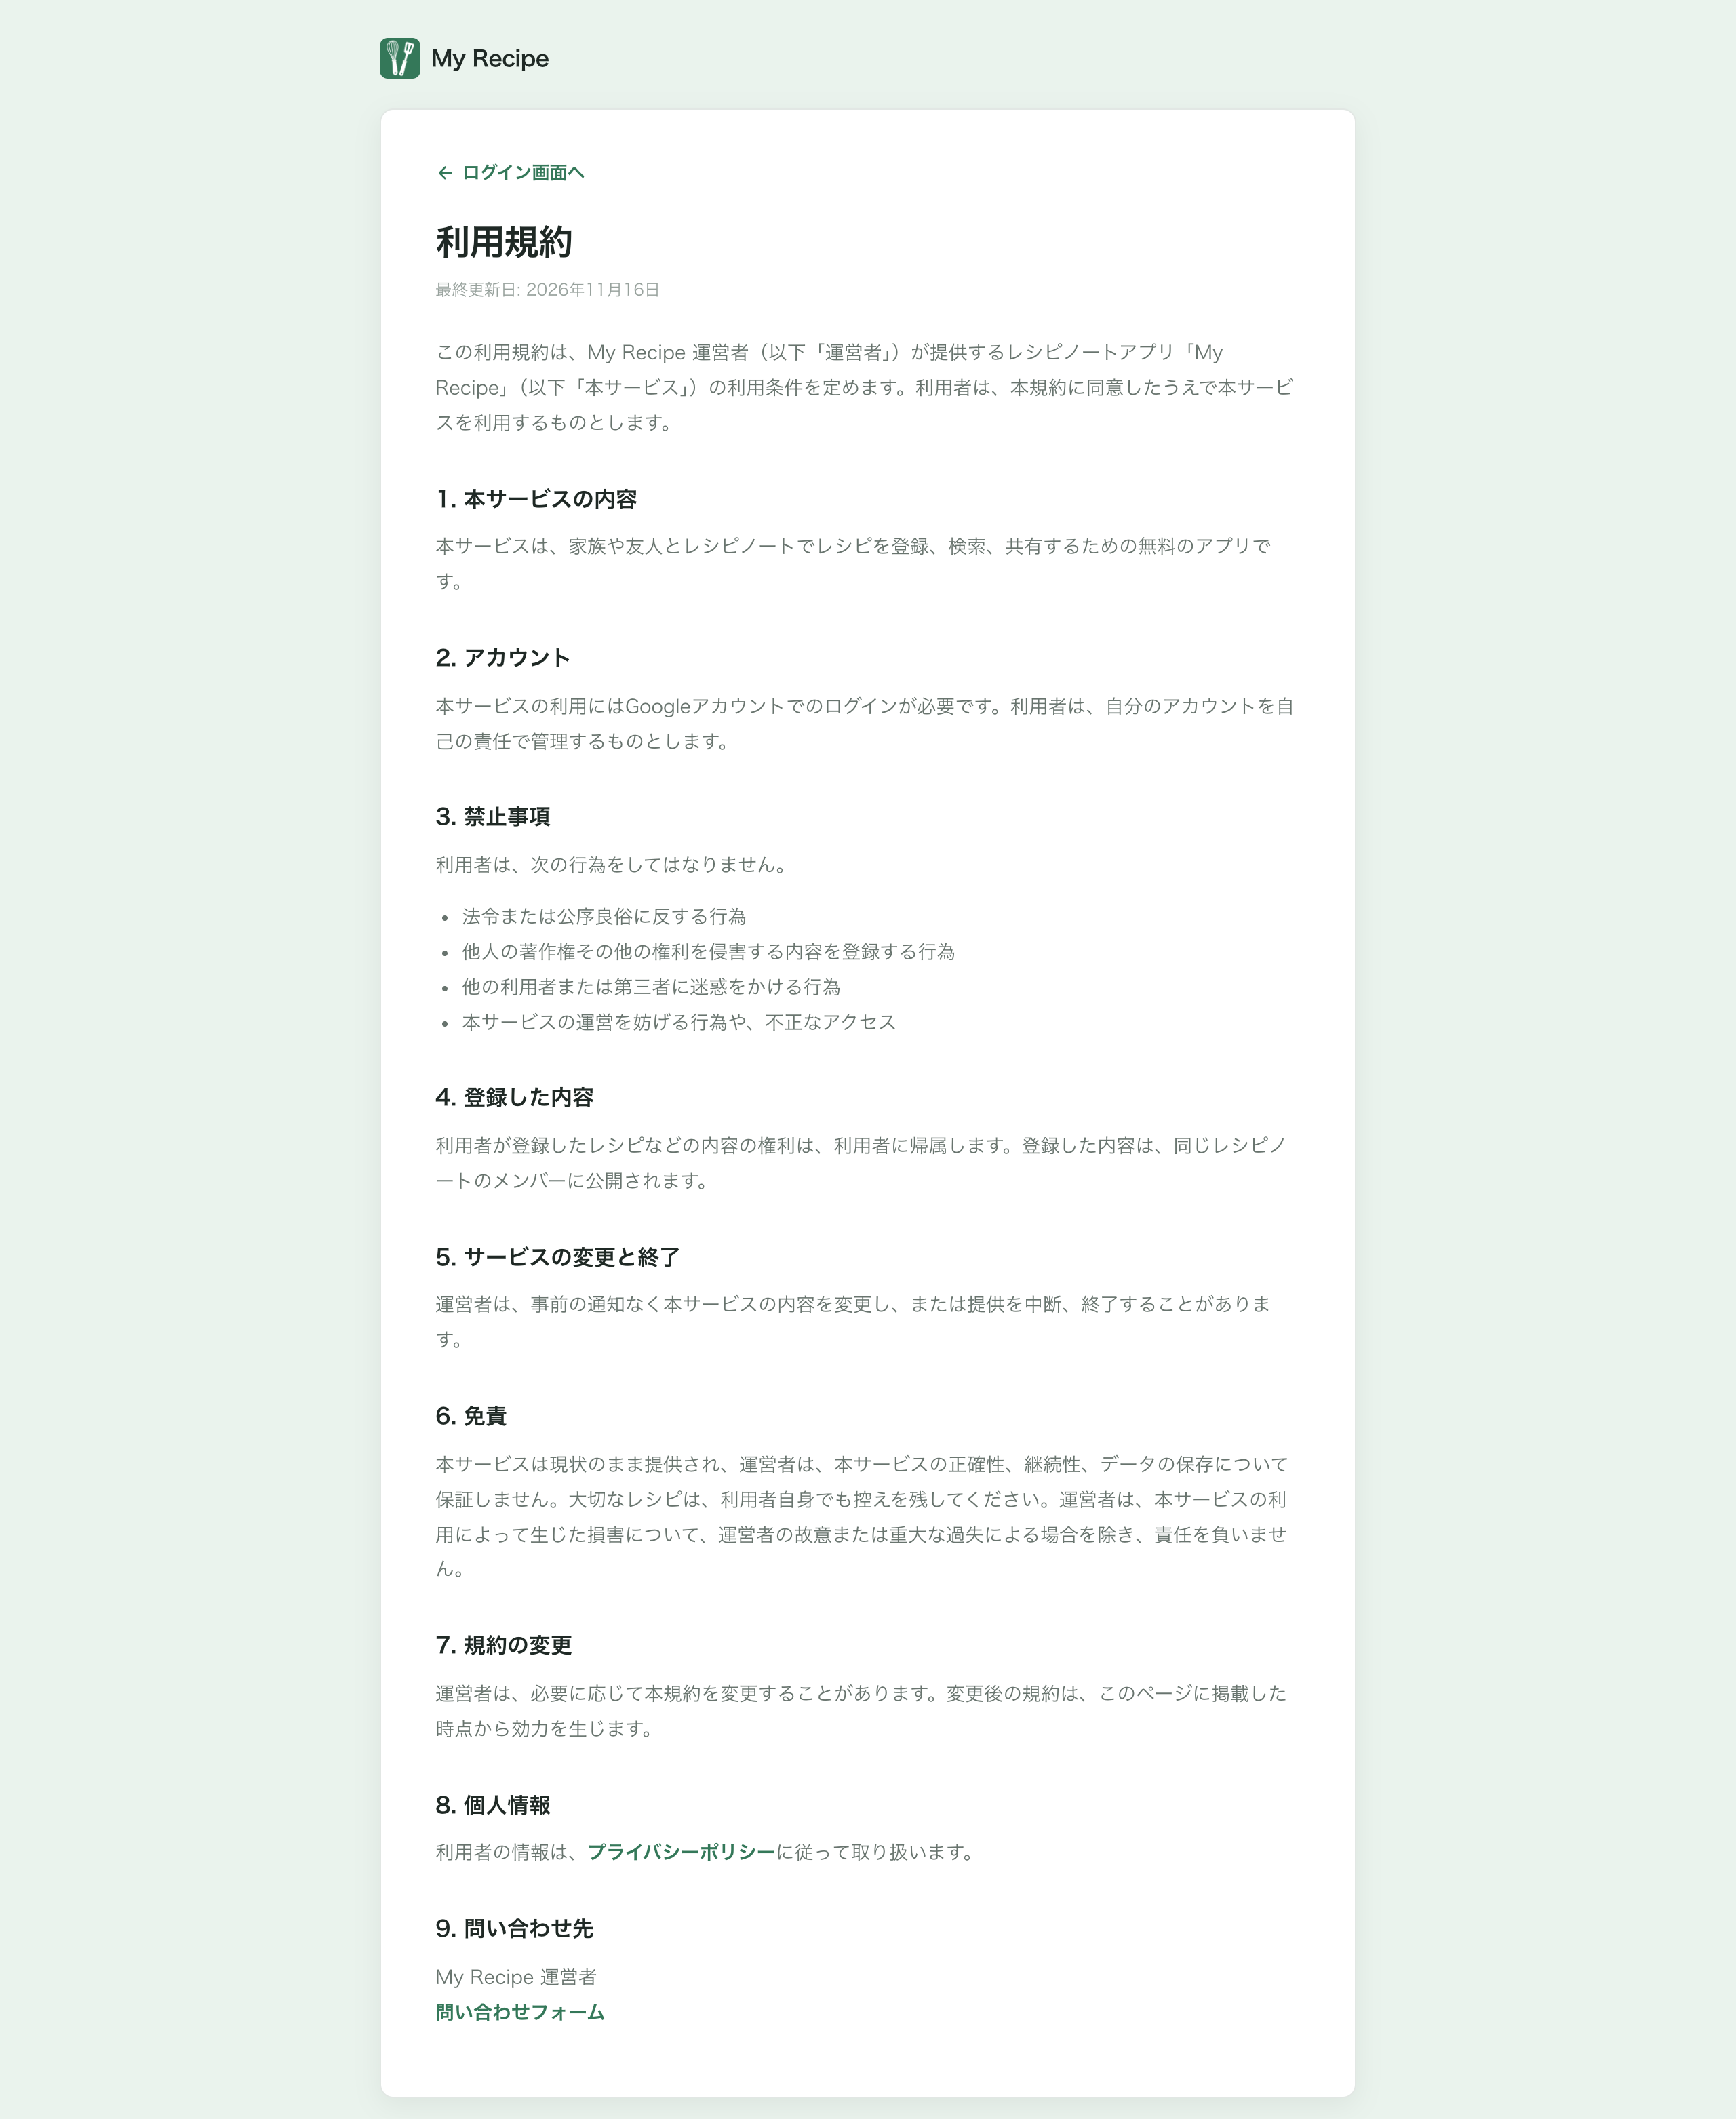 My Recipe
← ログイン画面へ
利用規約
最終更新日: 2026年11月16日
この利用規約は、My Recipe 運営者（以下「運営者」）が提供するレシピノートアプリ「My
Recipe」（以下「本サービス」）の利用条件を定めます。利用者は、本規約に同意したうえで本サービ
スを利用するものとします。
1. 本サービスの内容
本サービスは、家族や友人とレシピノートでレシピを登録、検索、共有するための無料のアプリで
す。
2. アカウント
本サービスの利用にはGoogleアカウントでのログインが必要です。利用者は、自分のアカウントを自
己の責任で管理するものとします。
3. 禁止事項
利用者は、次の行為をしてはなりません。
• 法令または公序良俗に反する行為
• 他人の著作権その他の権利を侵害する内容を登録する行為
• 他の利用者または第三者に迷惑をかける行為
• 本サービスの運営を妨げる行為や、不正なアクセス
4. 登録した内容
利用者が登録したレシピなどの内容の権利は、利用者に帰属します。登録した内容は、同じレシピノ
ートのメンバーに公開されます。
5. サービスの変更と終了
運営者は、事前の通知なく本サービスの内容を変更し、または提供を中断、終了することがありま
す。
6. 免責
本サービスは現状のまま提供され、運営者は、本サービスの正確性、継続性、データの保存について
保証しません。大切なレシピは、利用者自身でも控えを残してください。運営者は、本サービスの利
用によって生じた損害について、運営者の故意または重大な過失による場合を除き、責任を負いませ
ん。
7. 規約の変更
運営者は、必要に応じて本規約を変更することがあります。変更後の規約は、このページに掲載した
時点から効力を生じます。
8. 個人情報
利用者の情報は、プライバシーポリシーに従って取り扱います。
9. 問い合わせ先
My Recipe 運営者
問い合わせフォーム